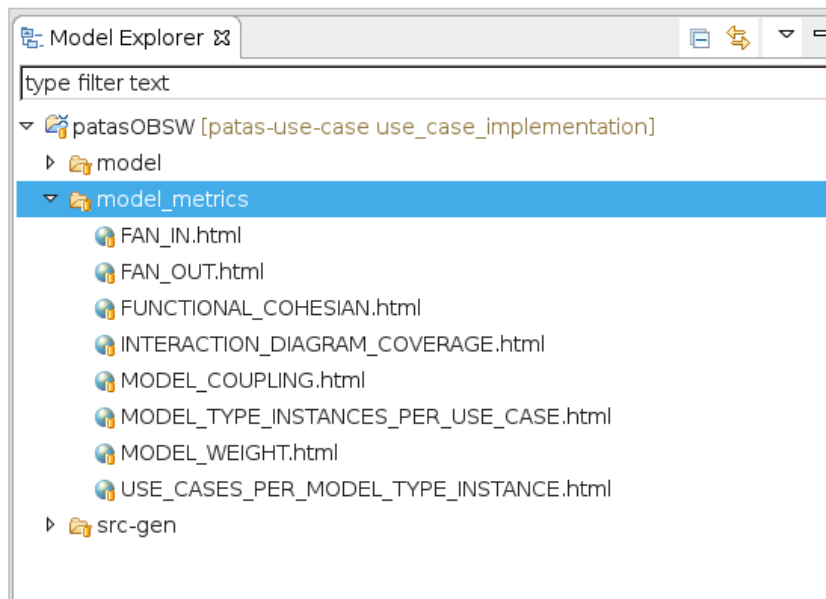 Model Explorer
type filter text
patasOBSW [patas-use-case use_case_implementation]
model
model_metrics
FAN_IN.html
FAN_OUT.html
FUNCTIONAL_COHESIAN.html
INTERACTION_DIAGRAM_COVERAGE.html
MODEL_COUPLING.html
MODEL_TYPE_INSTANCES_PER_USE_CASE.html
MODEL_WEIGHT.html
USE_CASES_PER_MODEL_TYPE_INSTANCE.html
src-gen